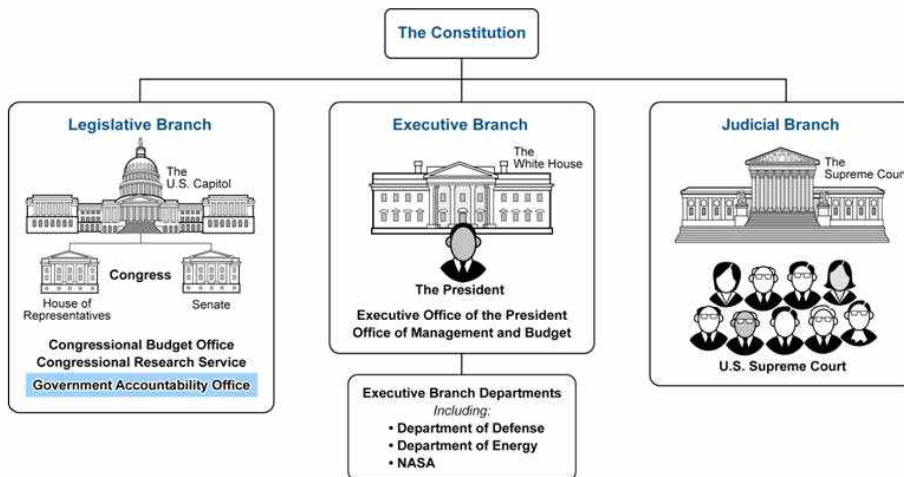 The Constitution
Legislative Branch
The
U.S. Capitol
Congress
House of
Representatives
Senate
Congressional Budget Office
Congressional Research Service
Government Accountability Office
Executive Branch
The
White House
The President
Executive Office of the President
Office of Management and Budget
Executive Branch Departments
Including:
• Department of Defense
• Department of Energy
• NASA
Judicial Branch
The
Supreme Court
U.S. Supreme Court